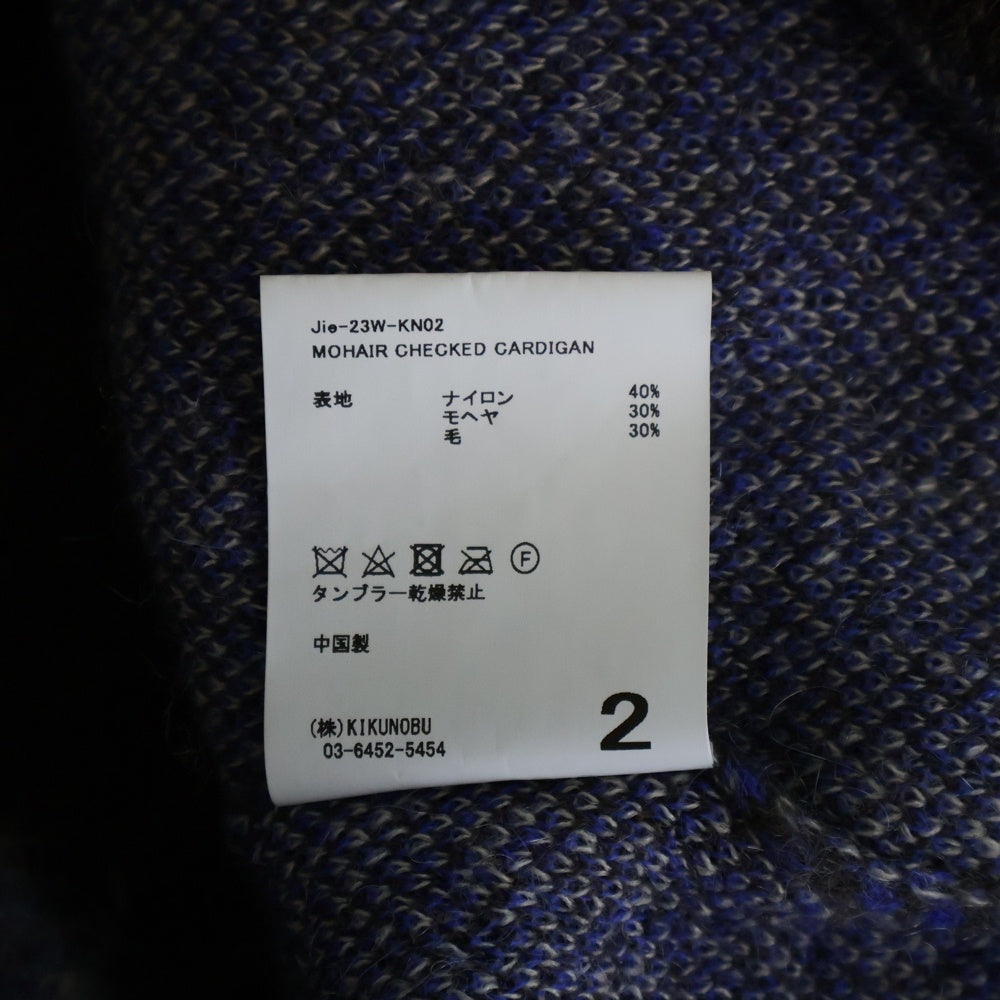 Jie-23W-KN02
MOHAIR CHECKED CARDIGAN
表地 ナイロン 40%
モヘヤ 30%
毛 30%
F
タンブラー乾燥禁止
中国製
(株)KIKUNOBU
03-6452-5454
2